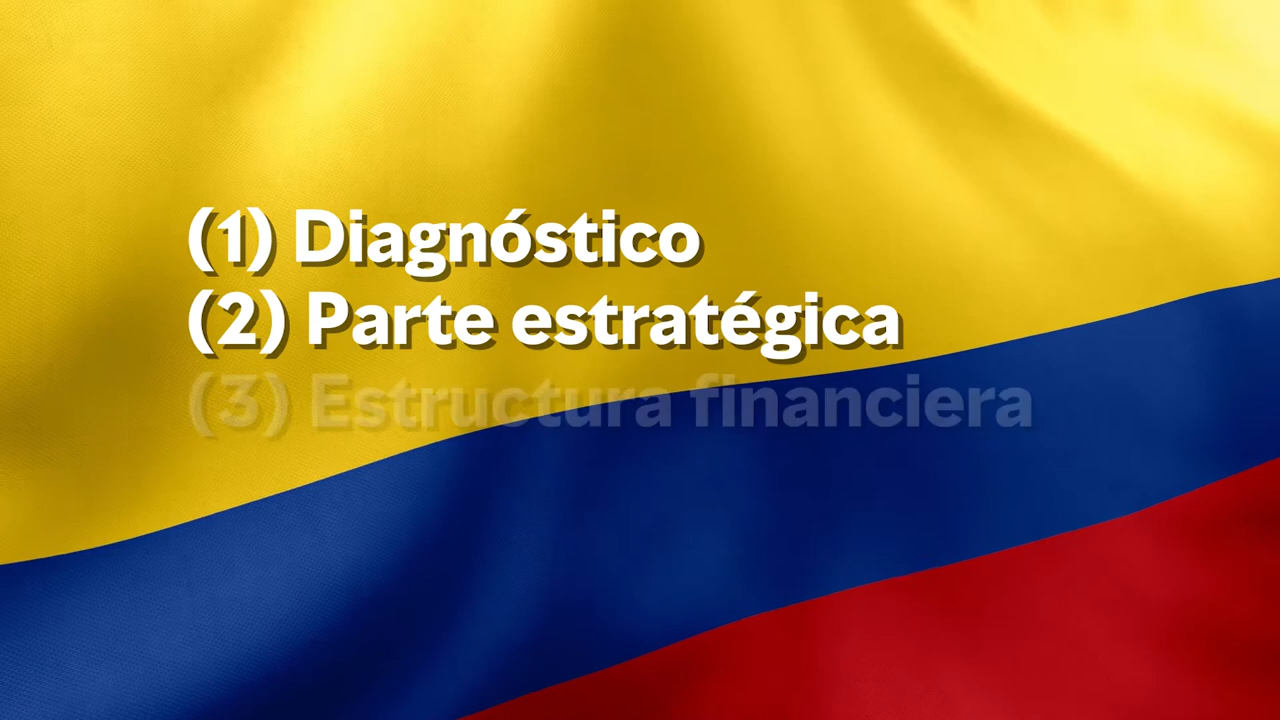 (1) Diagnóstico
(2) Parte estratégica
(3) Estructura financiera